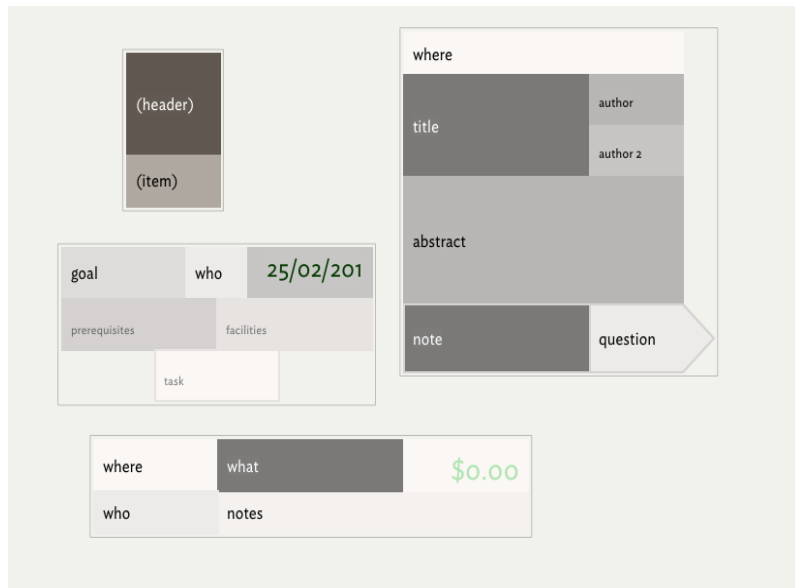 (header)
(item)
where
title
author
author 2
abstract
note
question
goal
who
25/02/201
prerequisites
facilities
task
where
what
$0.00
who
notes